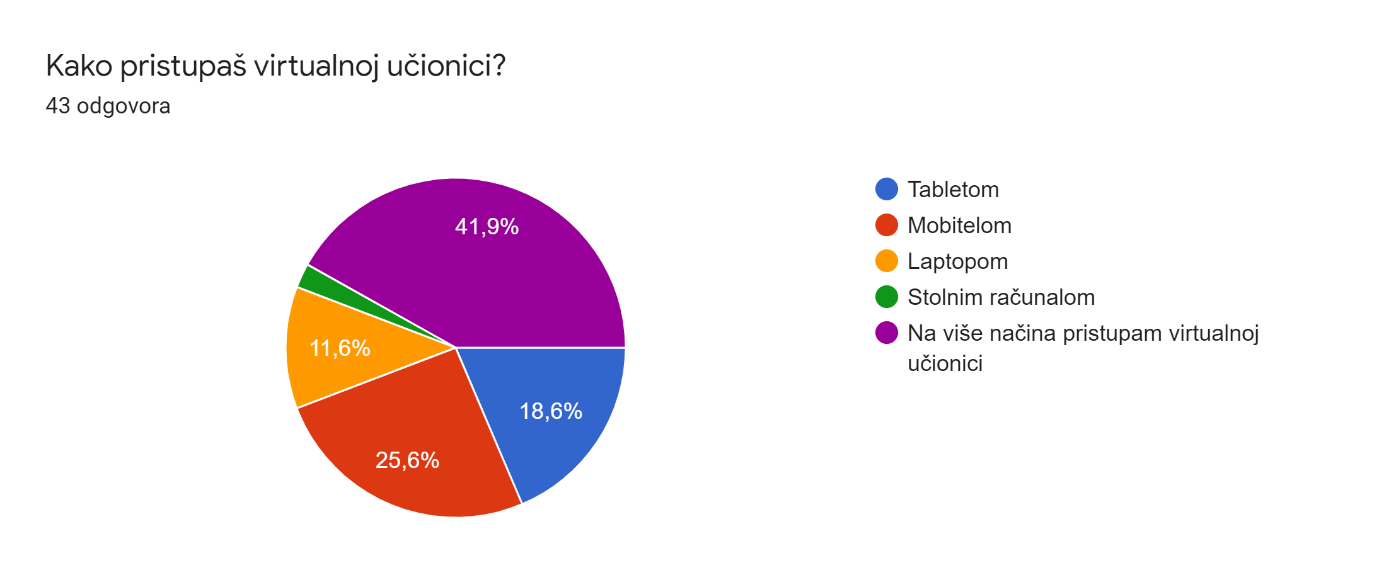 Kako pristupaš virtualnoj učionici?
43 odgovora
41,9%
11,6%
18,6%
25,6%
Tabletom
Mobitelom
Laptopom
Stolnim računalom
Na više načina pristupam virtualnoj
učionici